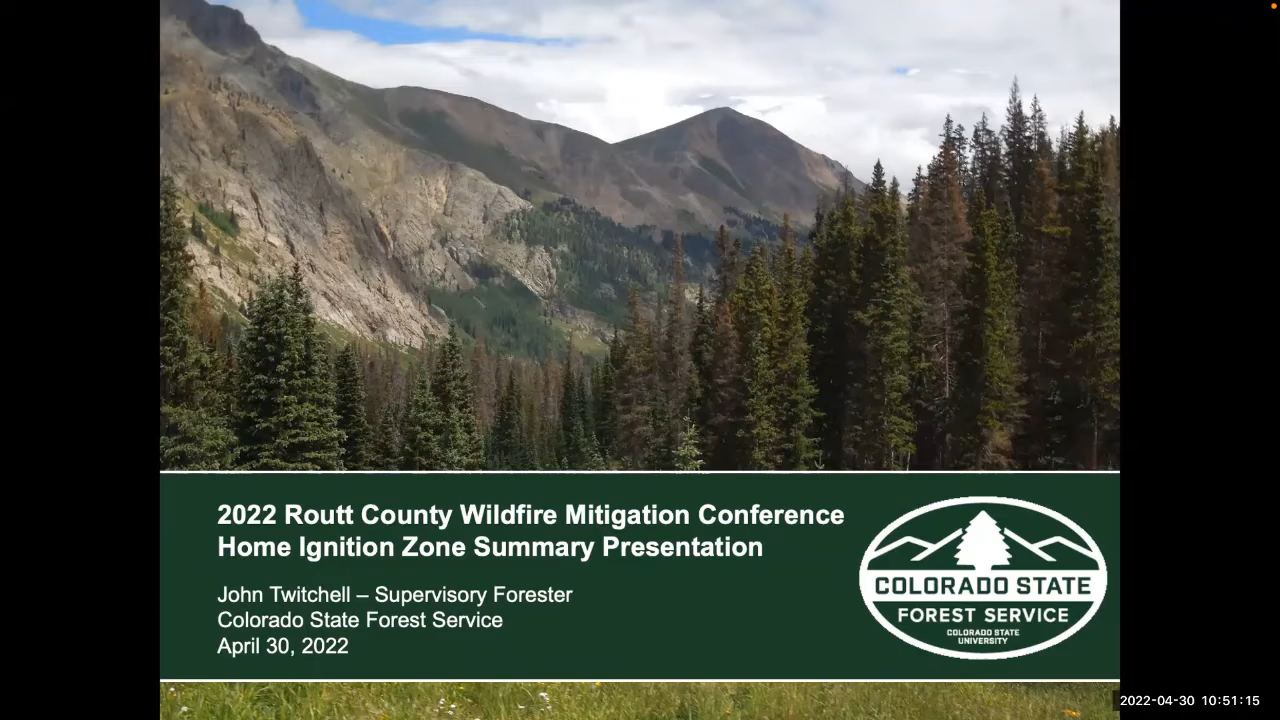 2022 Routt County Wildfire Mitigation Conference
Home Ignition Zone Summary Presentation
John Twitchell – Supervisory Forester
Colorado State Forest Service
April 30, 2022
COLORADO STATE
FOREST SERVICE
COLORADO STATE
UNIVERSITY
2022-04-30 10:51:15